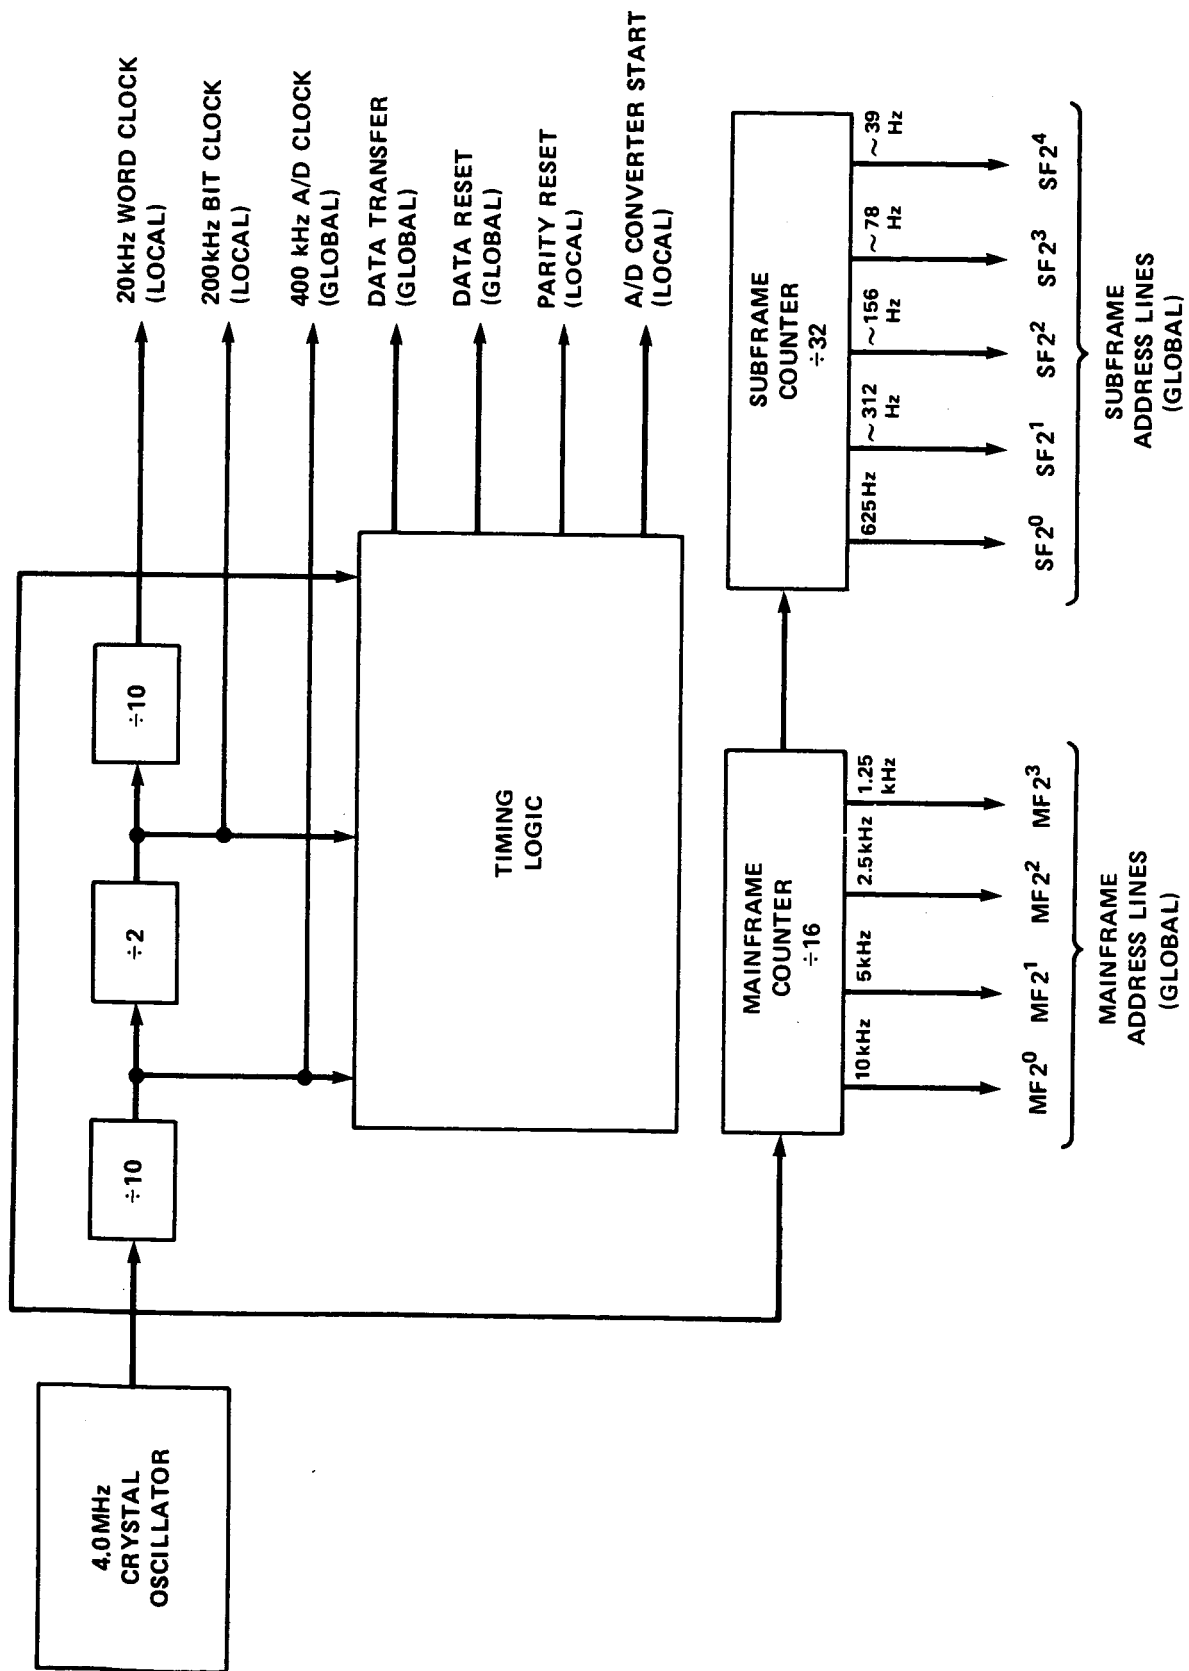 4.0MHz
CRYSTAL
OSCILLATOR
÷10
÷2
÷10
20kHz WORD CLOCK
(LOCAL)
200kHz BIT CLOCK
(LOCAL)
400 kHz A/D CLOCK
(GLOBAL)
DATA TRANSFER
(GLOBAL)
DATA RESET
(GLOBAL)
PARITY RESET
(LOCAL)
A/D CONVERTER START
(LOCAL)
TIMING
LOGIC
MAINFRAME
COUNTER
÷16
10kHz
5kHz
2.5kHz
1.25
kHz
MF2⁰
MF2¹
MF2²
MF2³
MAINFRAME
ADDRESS LINES
(GLOBAL)
SUBFRAME
COUNTER
÷32
625Hz
~312
Hz
~156
Hz
~78
Hz
~39
Hz
SF2⁰
SF2¹
SF2²
SF2³
SF2⁴
SUBFRAME
ADDRESS LINES
(GLOBAL)